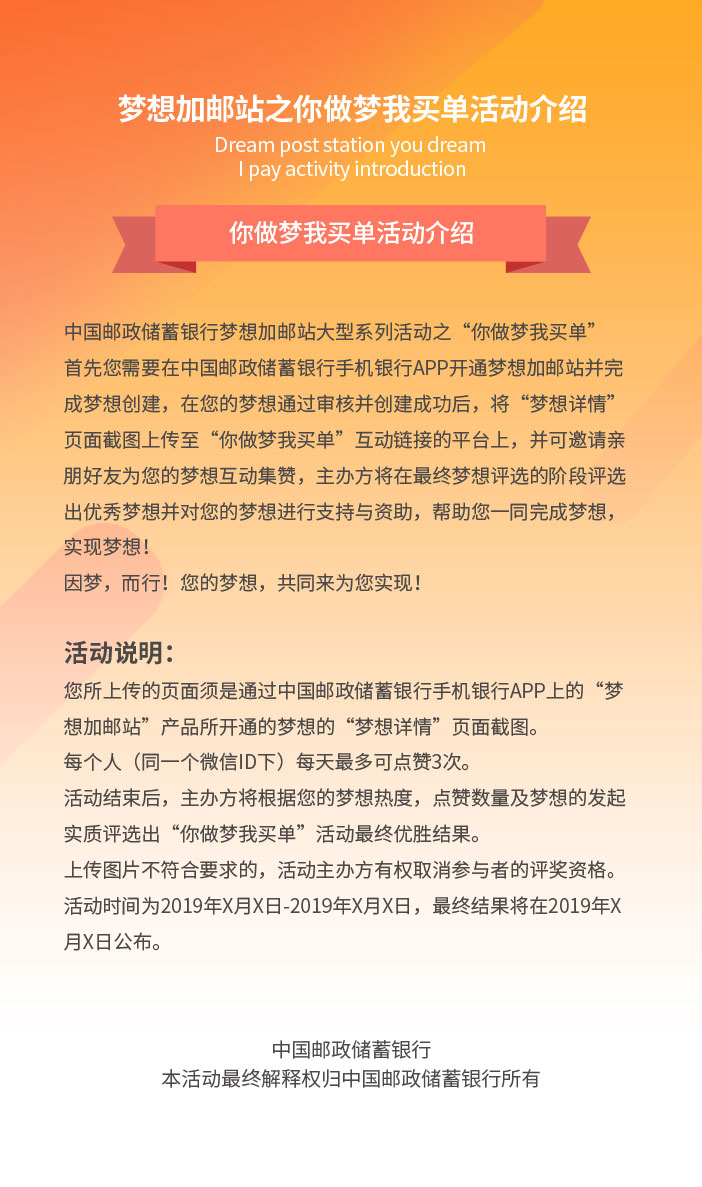 梦想加邮站之你做梦我买单活动介绍
Dream post station you dream
I pay activity introduction
你做梦我买单活动介绍
中国邮政储蓄银行梦想加邮站大型系列活动之“你做梦我买单”
首先您需要在中国邮政储蓄银行手机银行APP开通梦想加邮站并完
成梦想创建，在您的梦想通过审核并创建成功后，将“梦想详情”
页面截图上传至“你做梦我买单”互动链接的平台上，并可邀请亲
朋好友为您的梦想互动集赞，主办方将在最终梦想评选的阶段评选
出优秀梦想并对您的梦想进行支持与资助，帮助您一同完成梦想，
实现梦想！
因梦，而行！您的梦想，共同来为您实现！
活动说明：
您所上传的页面须是通过中国邮政储蓄银行手机银行APP上的“梦
想加邮站”产品所开通的梦想的“梦想详情”页面截图。
每个人（同一个微信ID下）每天最多可点赞3次。
活动结束后，主办方将根据您的梦想热度，点赞数量及梦想的发起
实质评选出“你做梦我买单”活动最终优胜结果。
上传图片不符合要求的，活动主办方有权取消参与者的评奖资格。
活动时间为2019年X月X日-2019年X月X日，最终结果将在2019年X
月X日公布。
中国邮政储蓄银行
本活动最终解释权归中国邮政储蓄银行所有